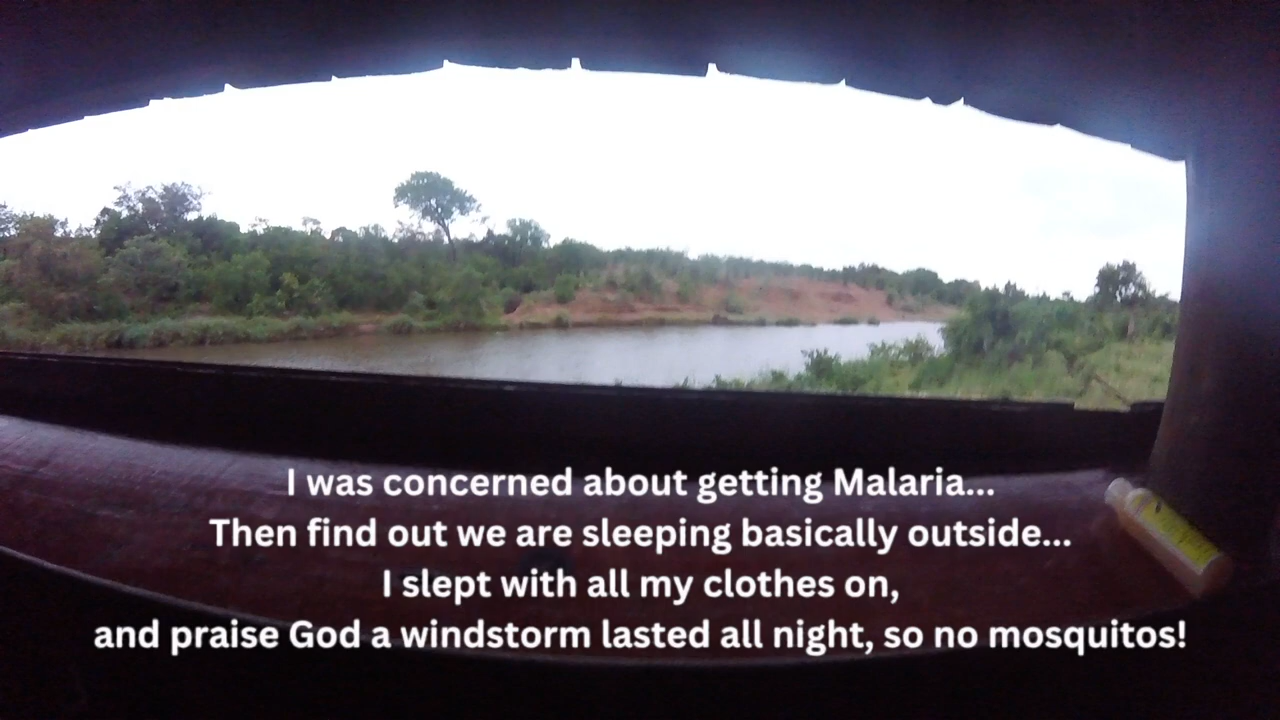 I was concerned about getting Malaria...
Then find out we are sleeping basically outside...
I slept with all my clothes on,
and praise God a windstorm lasted all night, so no mosquitos!